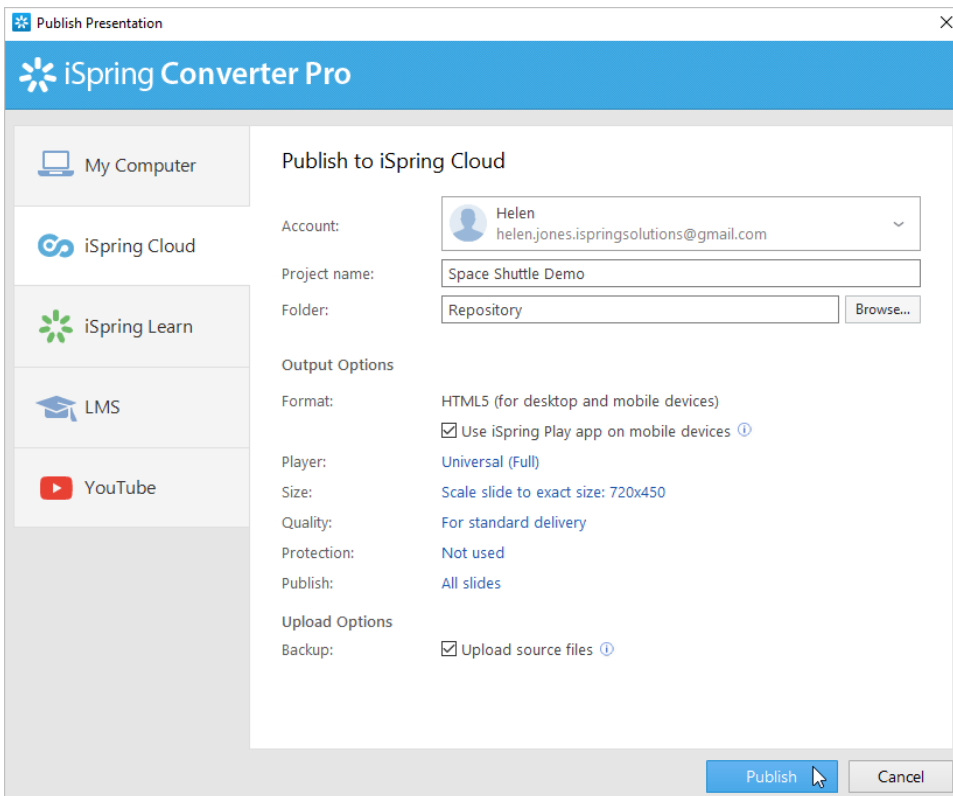 Publish Presentation
iSpring Converter Pro
My Computer
iSpring Cloud
iSpring Learn
LMS
YouTube
Publish to iSpring Cloud
Account:
Helen
helen.jones.ispringsolutions@gmail.com
Project name: Space Shuttle Demo
Folder: Repository Browse...
Output Options
Format: HTML5 (for desktop and mobile devices)
Use iSpring Play app on mobile devices
Player: Universal (Full)
Size: Scale slide to exact size: 720x450
Quality: For standard delivery
Protection: Not used
Publish: All slides
Upload Options
Backup: Upload source files
Publish Cancel